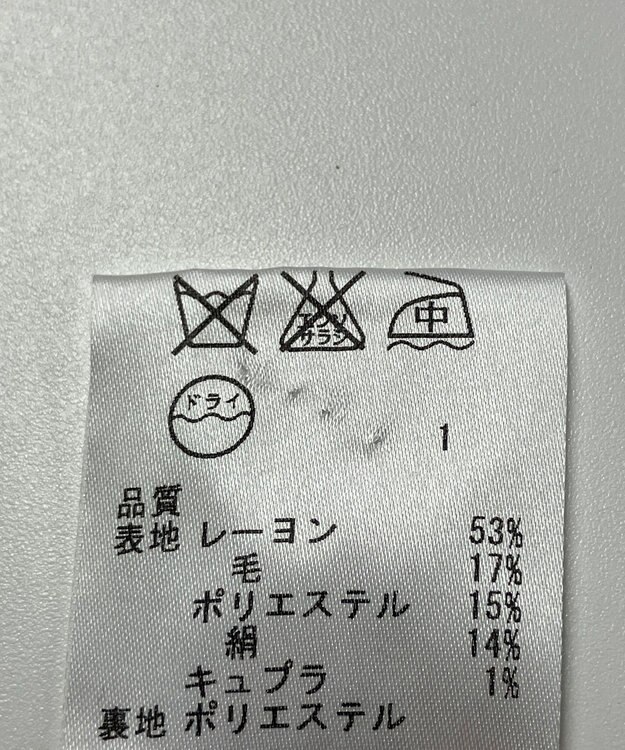 エンソ
サラシ
中
ドライ
1
品質
表地 レーヨン 53%
毛 17%
ポリエステル 15%
絹 14%
キュプラ 1%
裏地 ポリエステル